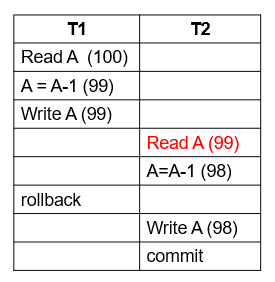 T1 T2
Read A (100)
A = A-1 (99)
Write A (99)
Read A (99)
A=A-1 (98)
rollback
Write A (98)
commit